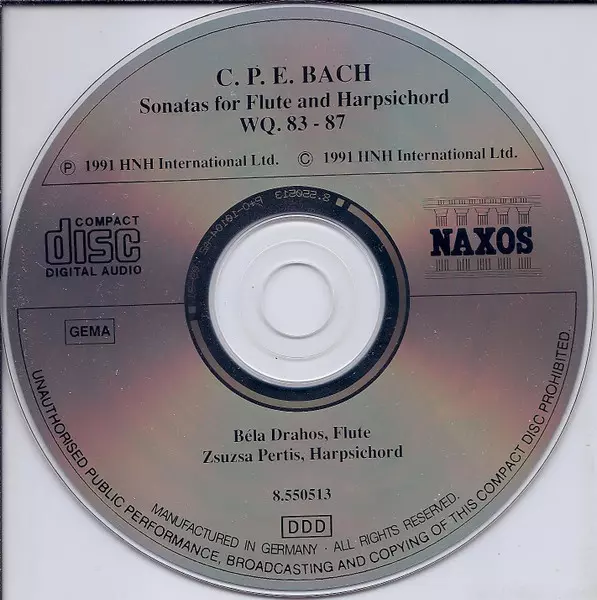 C. P. E. BACH
Sonatas for Flute and Harpsichord
WQ. 83 - 87
Ⓟ 1991 HNH International Ltd. © 1991 HNH International Ltd.
COMPACT
disc
DIGITAL AUDIO
NAXOS
GEMA
Béla Drahos, Flute
Zsuzsa Pertis, Harpsichord
8.550513
DDD
MANUFACTURED IN GERMANY · ALL RIGHTS RESERVED.
UNAUTHORISED PUBLIC PERFORMANCE, BROADCASTING AND COPYING OF THIS COMPACT DISC PROHIBITED.
8.550513